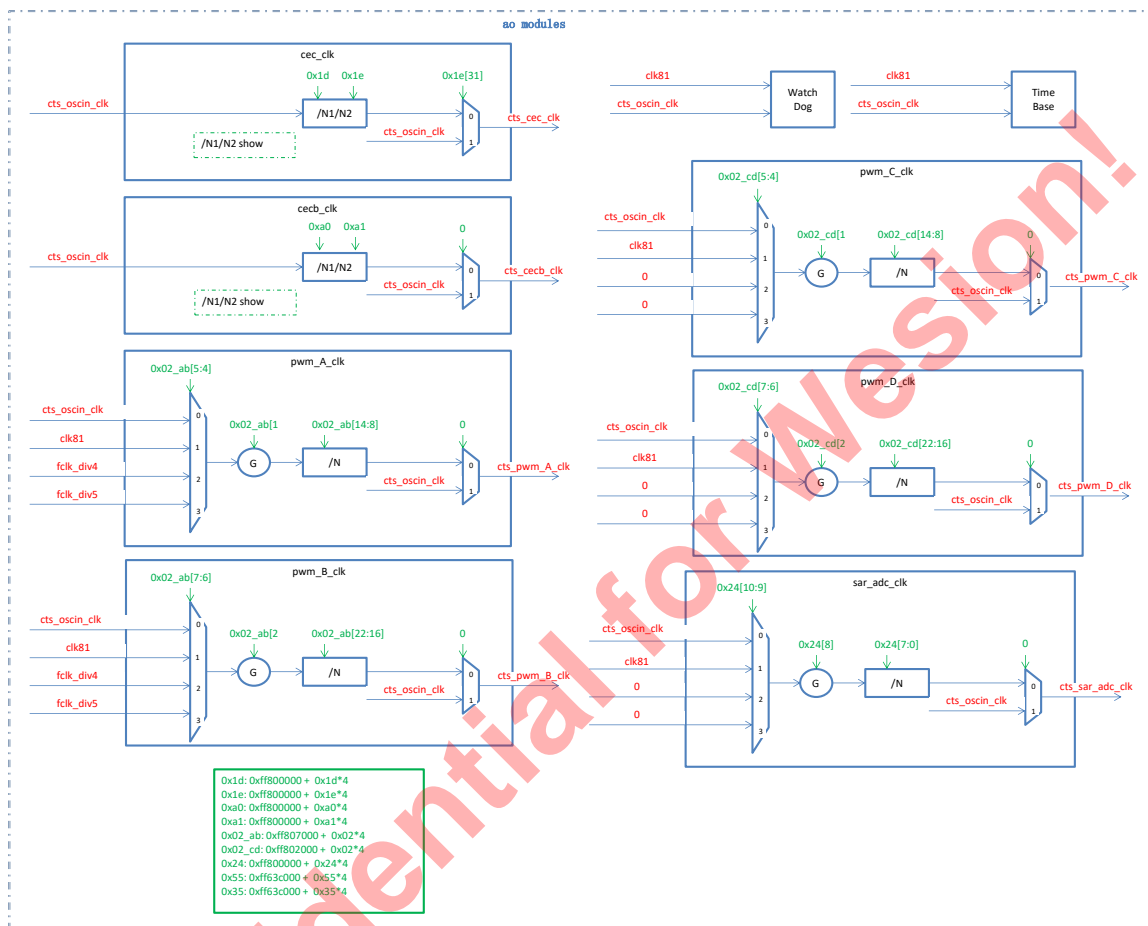 ao modules
cec_clk
0x1d
0x1e
0x1e[31]
cts_oscin_clk
/N1/N2
0
cts_oscin_clk
1
cts_cec_clk
/N1/N2 show
clk81
cts_oscin_clk
Watch
Dog
clk81
cts_oscin_clk
Time
Base
cecb_clk
0xa0
0xa1
0
cts_oscin_clk
/N1/N2
0
cts_oscin_clk
1
cts_cecb_clk
/N1/N2 show
pwm_C_clk
0x02_cd[5:4]
cts_oscin_clk
clk81
0
0
0
1
2
3
0x02_cd[1
G
0x02_cd[14:8]
/N
0
0
cts_oscin_clk
1
cts_pwm_C_clk
pwm_A_clk
0x02_ab[5:4]
cts_oscin_clk
clk81
fclk_div4
fclk_div5
0
1
2
3
0x02_ab[1
G
0x02_ab[14:8]
/N
0
0
cts_oscin_clk
1
cts_pwm_A_clk
pwm_D_clk
0x02_cd[7:6]
cts_oscin_clk
clk81
0
0
0
1
2
3
0x02_cd[2
G
0x02_cd[22:16]
/N
0
0
cts_oscin_clk
1
cts_pwm_D_clk
pwm_B_clk
0x02_ab[7:6]
cts_oscin_clk
clk81
fclk_div4
fclk_div5
0
1
2
3
0x02_ab[2
G
0x02_ab[22:16]
/N
0
0
cts_oscin_clk
1
cts_pwm_B_clk
sar_adc_clk
0x24[10:9]
cts_oscin_clk
clk81
0
0
0
1
2
3
0x24[8]
G
0x24[7:0]
/N
0
0
cts_oscin_clk
1
cts_sar_adc_clk
0x1d: 0xff800000 + 0x1d*4
0x1e: 0xff800000 + 0x1e*4
0xa0: 0xff800000 + 0xa0*4
0xa1: 0xff800000 + 0xa1*4
0x02_ab: 0xff807000 + 0x02*4
0x02_cd: 0xff802000 + 0x02*4
0x24: 0xff800000 + 0x24*4
0x55: 0xff63c000 + 0x55*4
0x35: 0xff63c000 + 0x35*4
dential for Wesion!